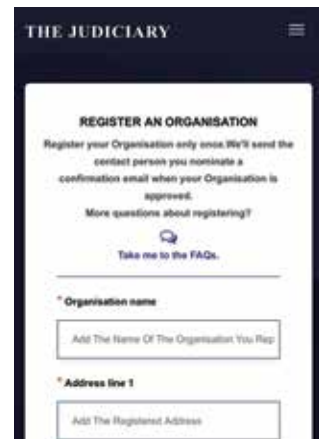 THE JUDICIARY
REGISTER AN ORGANISATION
Register your Organisation only once.We'll send the
contact person you nominate a
confirmation email when your Organisation is
approved.
More questions about registering?
Take me to the FAQs.
* Organisation name
Add The Name Of The Organisation You Rep
* Address line 1
Add The Registered Address